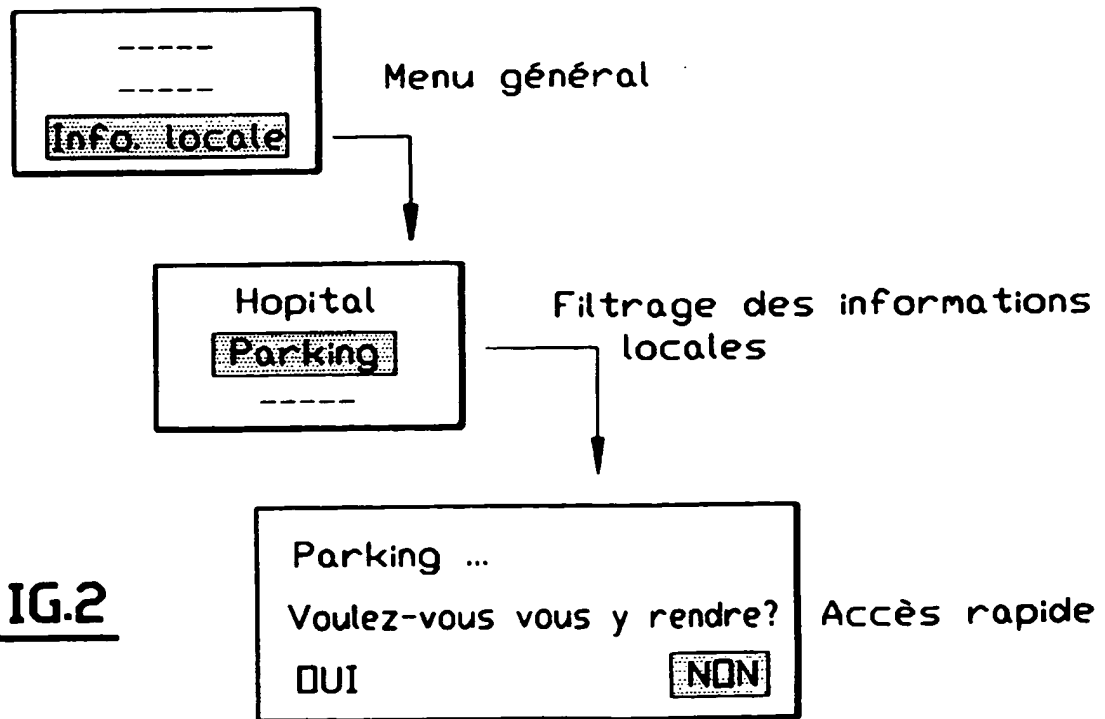 -----
-----
Info. locale
Menu général
Hopital
Parking
-----
Filtrage des informations
locales
Parking ...
Voulez-vous vous y rendre?
OUI
NON
Accès rapide
IG.2